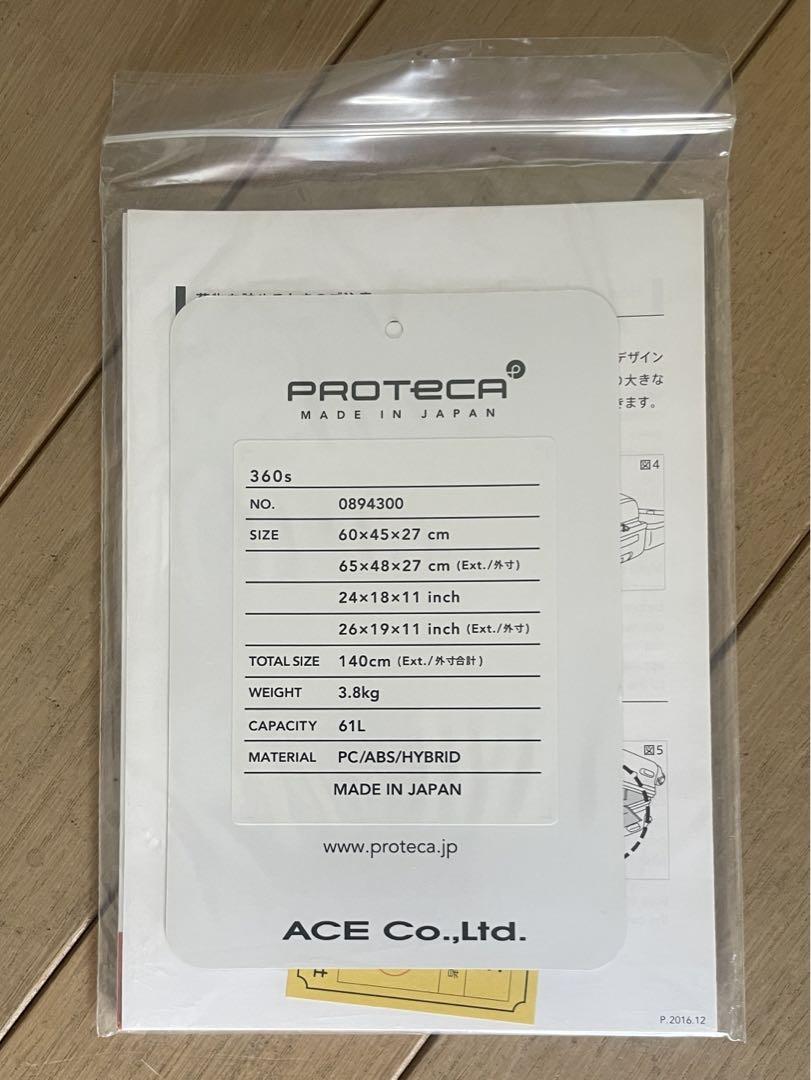 デザイン
大きな
きます。
図4
PROTECA
MADE IN JAPAN
360s
NO. 0894300
SIZE 60×45×27 cm
65×48×27 cm (Ext./外寸)
24×18×11 inch
26×19×11 inch (Ext./外寸)
TOTAL SIZE 140cm (Ext./外寸合計)
WEIGHT 3.8kg
CAPACITY 61L
MATERIAL PC/ABS/HYBRID
MADE IN JAPAN
図5
www.proteca.jp
ACE Co.,Ltd.
P.2016.12